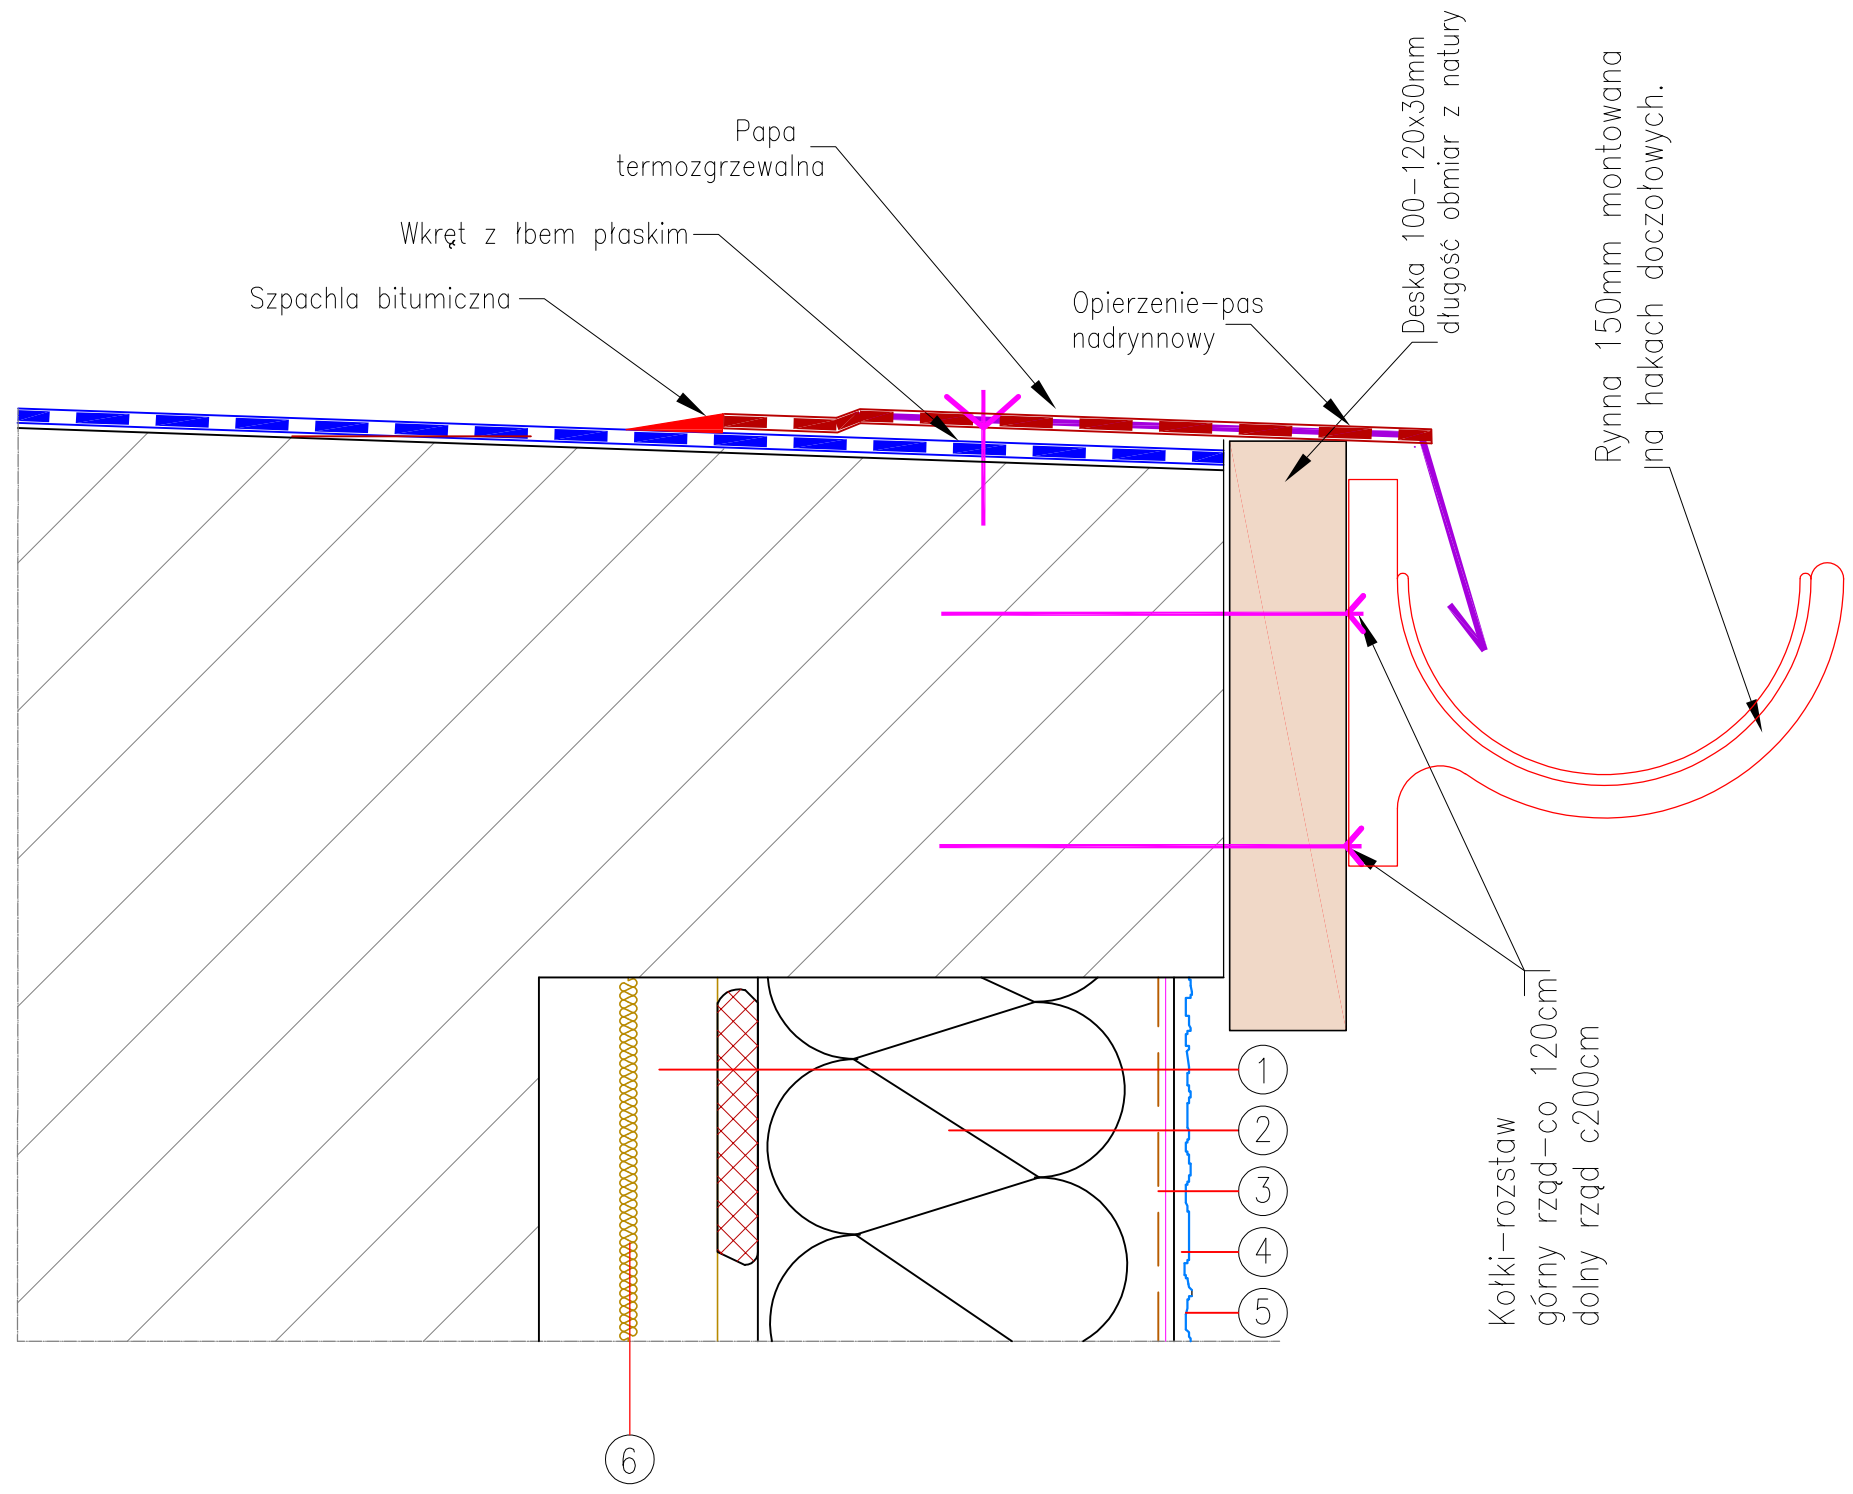 Papa
termozgrzewalna
Wkręt z łbem płaskim
Szpachla bitumiczna
Opierzenie-pas
nadrynnowy
Deska 100-120x30mm
długość obmiar z natury
Rynna 150mm montowana
na hakach doczołowych.
1
2
3
4
5
6
Kołki-rozstaw
górny rząd-co 120cm
dolny rząd c200cm